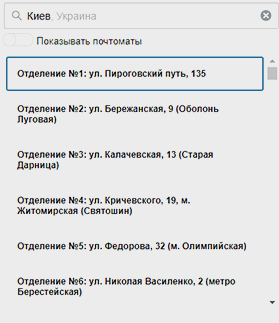 Киев, Украина
Показывать почтоматы
Отделение №1: ул. Пироговский путь, 135
Отделение №2: ул. Бережанская, 9 (Оболонь
Луговая)
Отделение №3: ул. Калачевская, 13 (Старая
Дарница)
Отделение №4: ул. Кричевского, 19, м.
Житомирская (Святошин)
Отделение №5: ул. Федорова, 32 (м. Олимпийская)
Отделение №6: ул. Николая Василенко, 2 (метро
Берестейская)